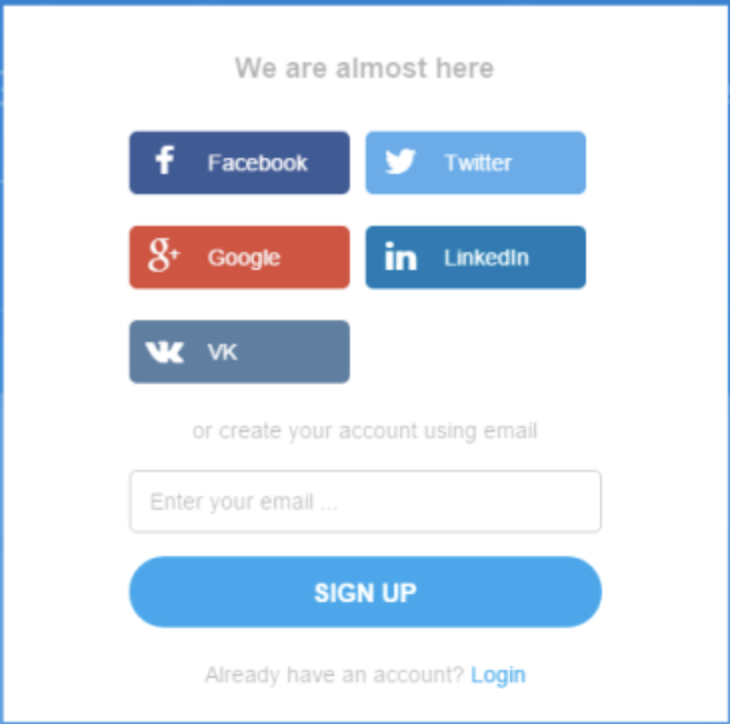 We are almost here
Facebook
Twitter
Google
LinkedIn
VK
or create your account using email
Enter your email ...
SIGN UP
Already have an account? Login